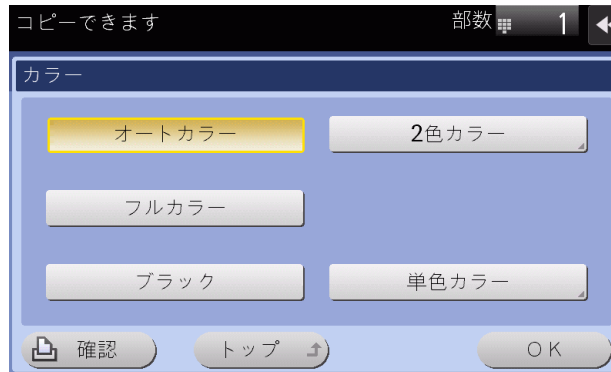 コピーできます 部数 1
カラー
オートカラー 2色カラー
フルカラー
ブラック 単色カラー
確認 トップ OK